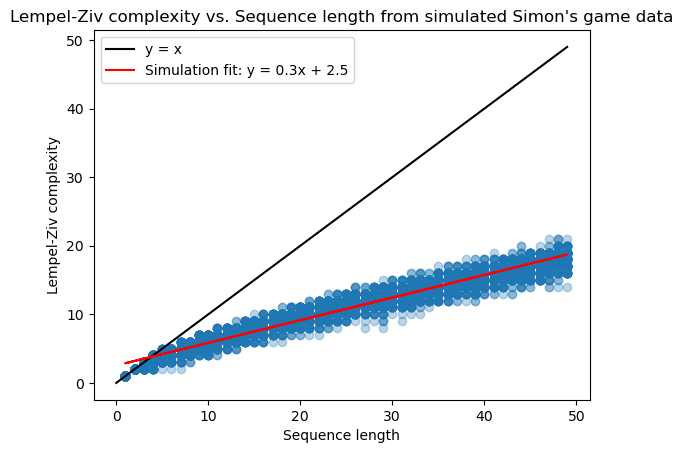 Lempel-Ziv complexity vs. Sequence length from simulated Simon's game data
50
y = x
Simulation fit: y = 0.3x + 2.5
40
30
20
10
0
Lempel-Ziv complexity
0 10 20 30 40 50
Sequence length